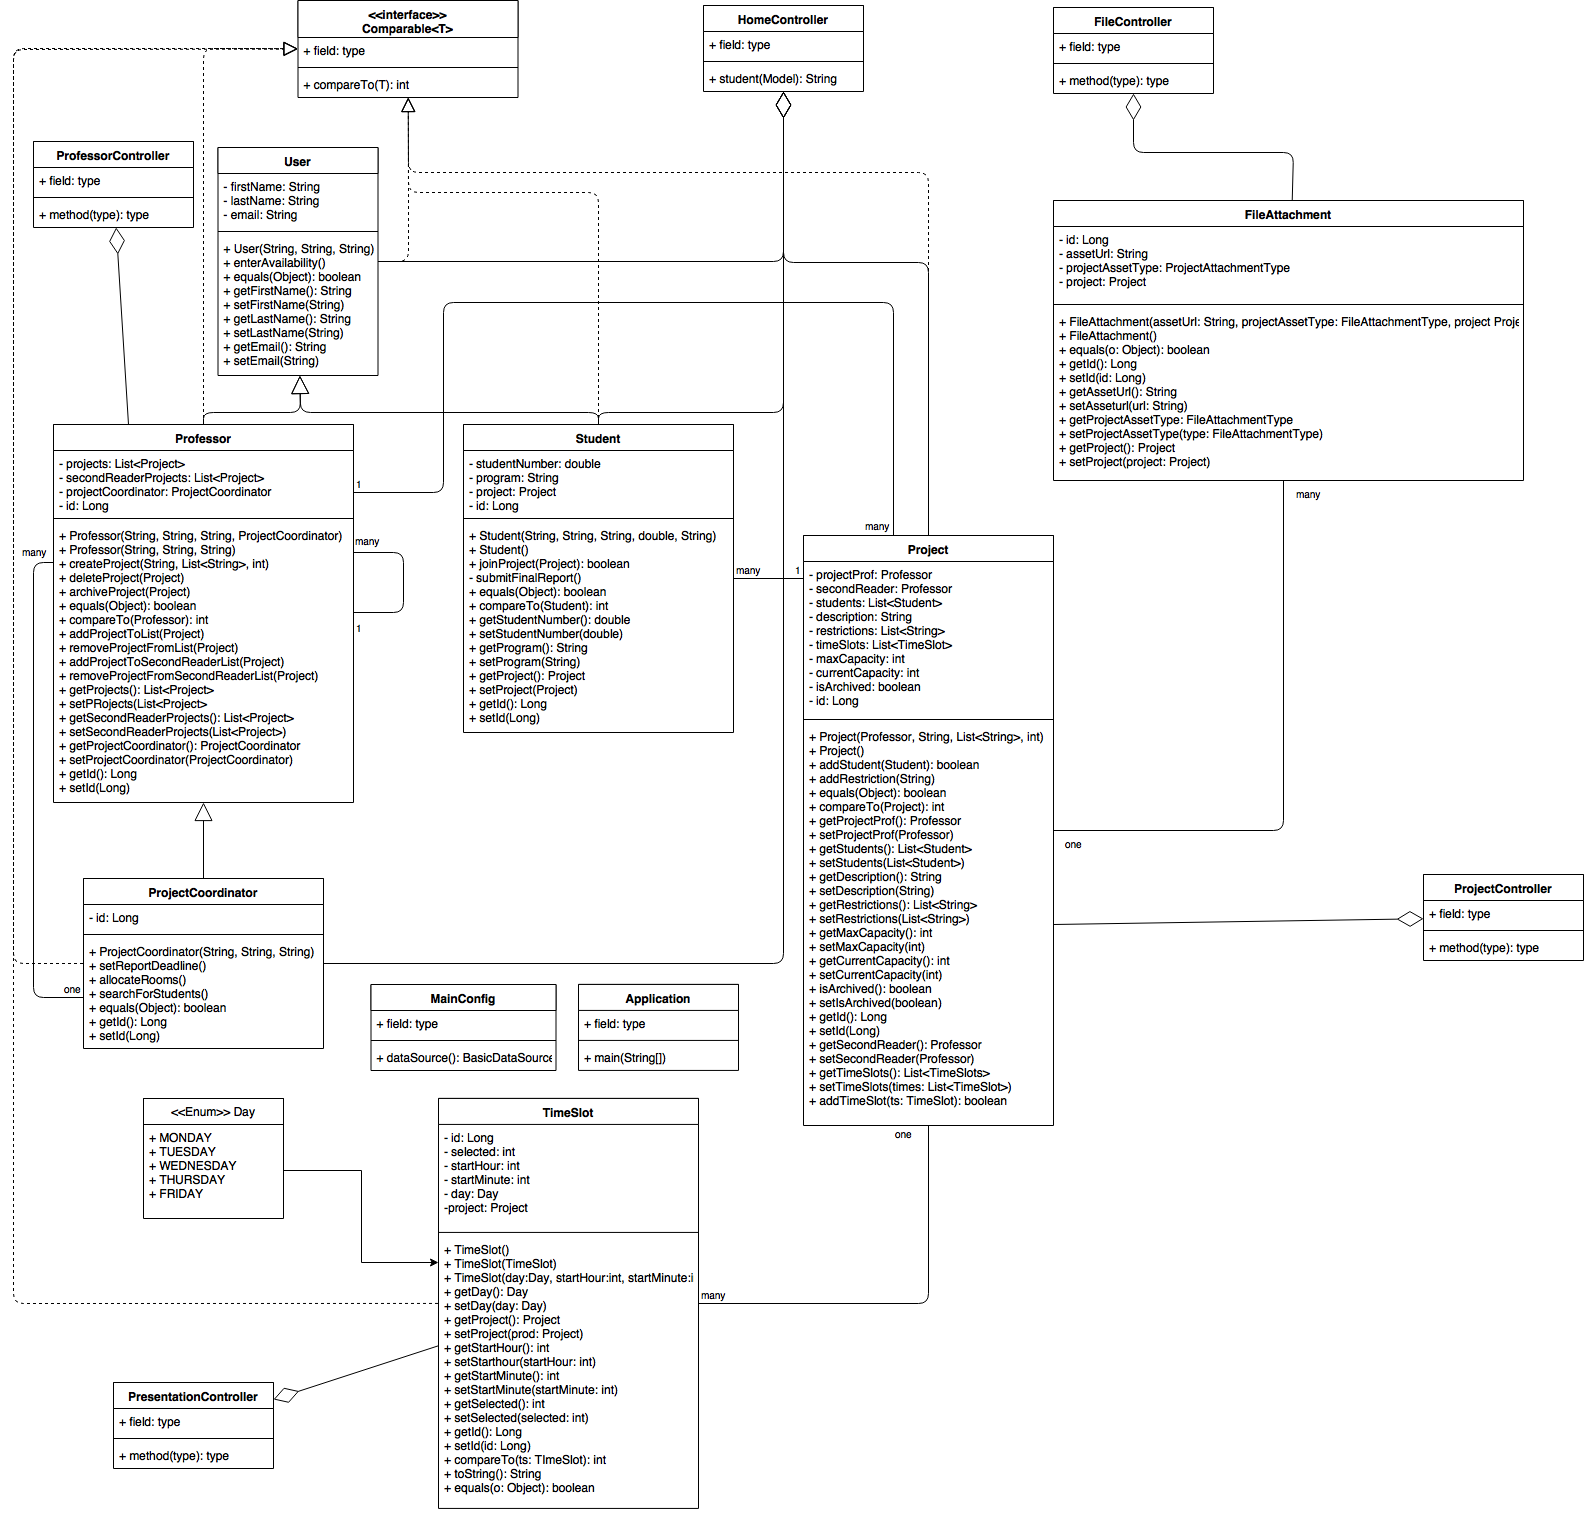 <<interface>>
Comparable<T>
+ field: type
+ compareTo(T): int
HomeController
+ field: type
+ student(Model): String
FileController
+ field: type
+ method(type): type
ProfessorController
+ field: type
+ method(type): type
User
- firstName: String
- lastName: String
- email: String
+ User(String, String, String)
+ enterAvailability()
+ equals(Object): boolean
+ getFirstName(): String
+ setFirstName(String)
+ getLastName(): String
+ setLastName(String)
+ getEmail(): String
+ setEmail(String)
FileAttachment
- id: Long
- assetUrl: String
- projectAssetType: ProjectAttachmentType
- project: Project
+ FileAttachment(assetUrl: String, projectAssetType: FileAttachmentType, project Proje
+ FileAttachment()
+ equals(o: Object): boolean
+ getId(): Long
+ setId(id: Long)
+ getAssetUrl(): String
+ setAsseturl(url: String)
+ getProjectAssetType: FileAttachmentType
+ setProjectAssetType(type: FileAttachmentType)
+ getProject(): Project
+ setProject(project: Project)
many
one
Professor
- projects: List<Project>
- secondReaderProjects: List<Project>
- projectCoordinator: ProjectCoordinator
- id: Long
+ Professor(String, String, String, ProjectCoordinator)
+ Professor(String, String, String)
+ createProject(String, List<String>, int)
+ deleteProject(Project)
+ archiveProject(Project)
+ equals(Object): boolean
+ compareTo(Professor): int
+ addProjectToList(Project)
+ removeProjectFromList(Project)
+ addProjectToSecondReaderList(Project)
+ removeProjectFromSecondReaderList(Project)
+ getProjects(): List<Project>
+ setPRojects(List<Project>
+ getSecondReaderProjects(): List<Project>
+ setSecondReaderProjects(List<Project>)
+ getProjectCoordinator(): ProjectCoordinator
+ setProjectCoordinator(ProjectCoordinator)
+ getId(): Long
+ setId(Long)
1
many
1
many
one
Student
- studentNumber: double
- program: String
- project: Project
- id: Long
+ Student(String, String, String, double, String)
+ Student()
+ joinProject(Project): boolean
- submitFinalReport()
+ equals(Object): boolean
+ compareTo(Student): int
+ getStudentNumber(): double
+ setStudentNumber(double)
+ getProgram(): String
+ setProgram(String)
+ getProject(): Project
+ setProject(Project)
+ getId(): Long
+ setId(Long)
many
1
many
Project
- projectProf: Professor
- secondReader: Professor
- students: List<Student>
- description: String
- restrictions: List<String>
- timeSlots: List<TimeSlot>
- maxCapacity: int
- currentCapacity: int
- isArchived: boolean
- id: Long
+ Project(Professor, String, List<String>, int)
+ Project()
+ addStudent(Student): boolean
+ addRestriction(String)
+ equals(Object): boolean
+ compareTo(Project): int
+ getProjectProf(): Professor
+ setProjectProf(Professor)
+ getStudents(): List<Student>
+ setStudents(List<Student>)
+ getDescription(): String
+ setDescription(String)
+ getRestrictions(): List<String>
+ setRestrictions(List<String>)
+ getMaxCapacity(): int
+ setMaxCapacity(int)
+ getCurrentCapacity(): int
+ setCurrentCapacity(int)
+ isArchived(): boolean
+ setIsArchived(boolean)
+ getId(): Long
+ setId(Long)
+ getSecondReader(): Professor
+ setSecondReader(Professor)
+ getTimeSlots(): List<TimeSlots>
+ setTimeSlots(times: List<TimeSlot>)
+ addTimeSlot(ts: TimeSlot): boolean
one
many
ProjectController
+ field: type
+ method(type): type
ProjectCoordinator
- id: Long
+ ProjectCoordinator(String, String, String)
+ setReportDeadline()
+ allocateRooms()
+ searchForStudents()
+ equals(Object): boolean
+ getId(): Long
+ setId(Long)
MainConfig
+ field: type
+ dataSource(): BasicDataSource
Application
+ field: type
+ main(String[])
<<Enum>> Day
+ MONDAY
+ TUESDAY
+ WEDNESDAY
+ THURSDAY
+ FRIDAY
TimeSlot
- id: Long
- selected: int
- startHour: int
- startMinute: int
- day: Day
-project: Project
+ TimeSlot()
+ TimeSlot(TimeSlot)
+ TimeSlot(day:Day, startHour:int, startMinute:i
+ getDay(): Day
+ setDay(day: Day)
+ getProject(): Project
+ setProject(prod: Project)
+ getStartHour(): int
+ setStarthour(startHour: int)
+ getStartMinute(): int
+ setStartMinute(startMinute: int)
+ getSelected(): int
+ setSelected(selected: int)
+ getId(): Long
+ setId(id: Long)
+ compareTo(ts: TImeSlot): int
+ toString(): String
+ equals(o: Object): boolean
PresentationController
+ field: type
+ method(type): type